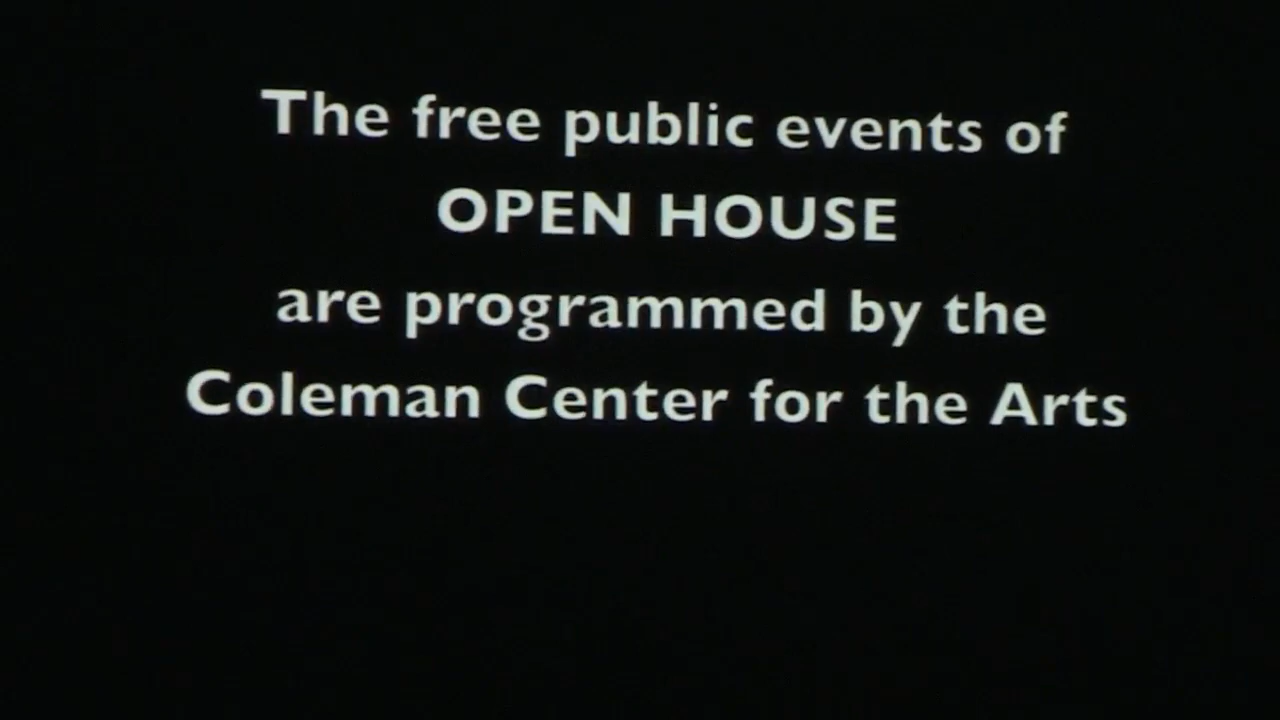 The free public events of
OPEN HOUSE
are programmed by the
Coleman Center for the Arts